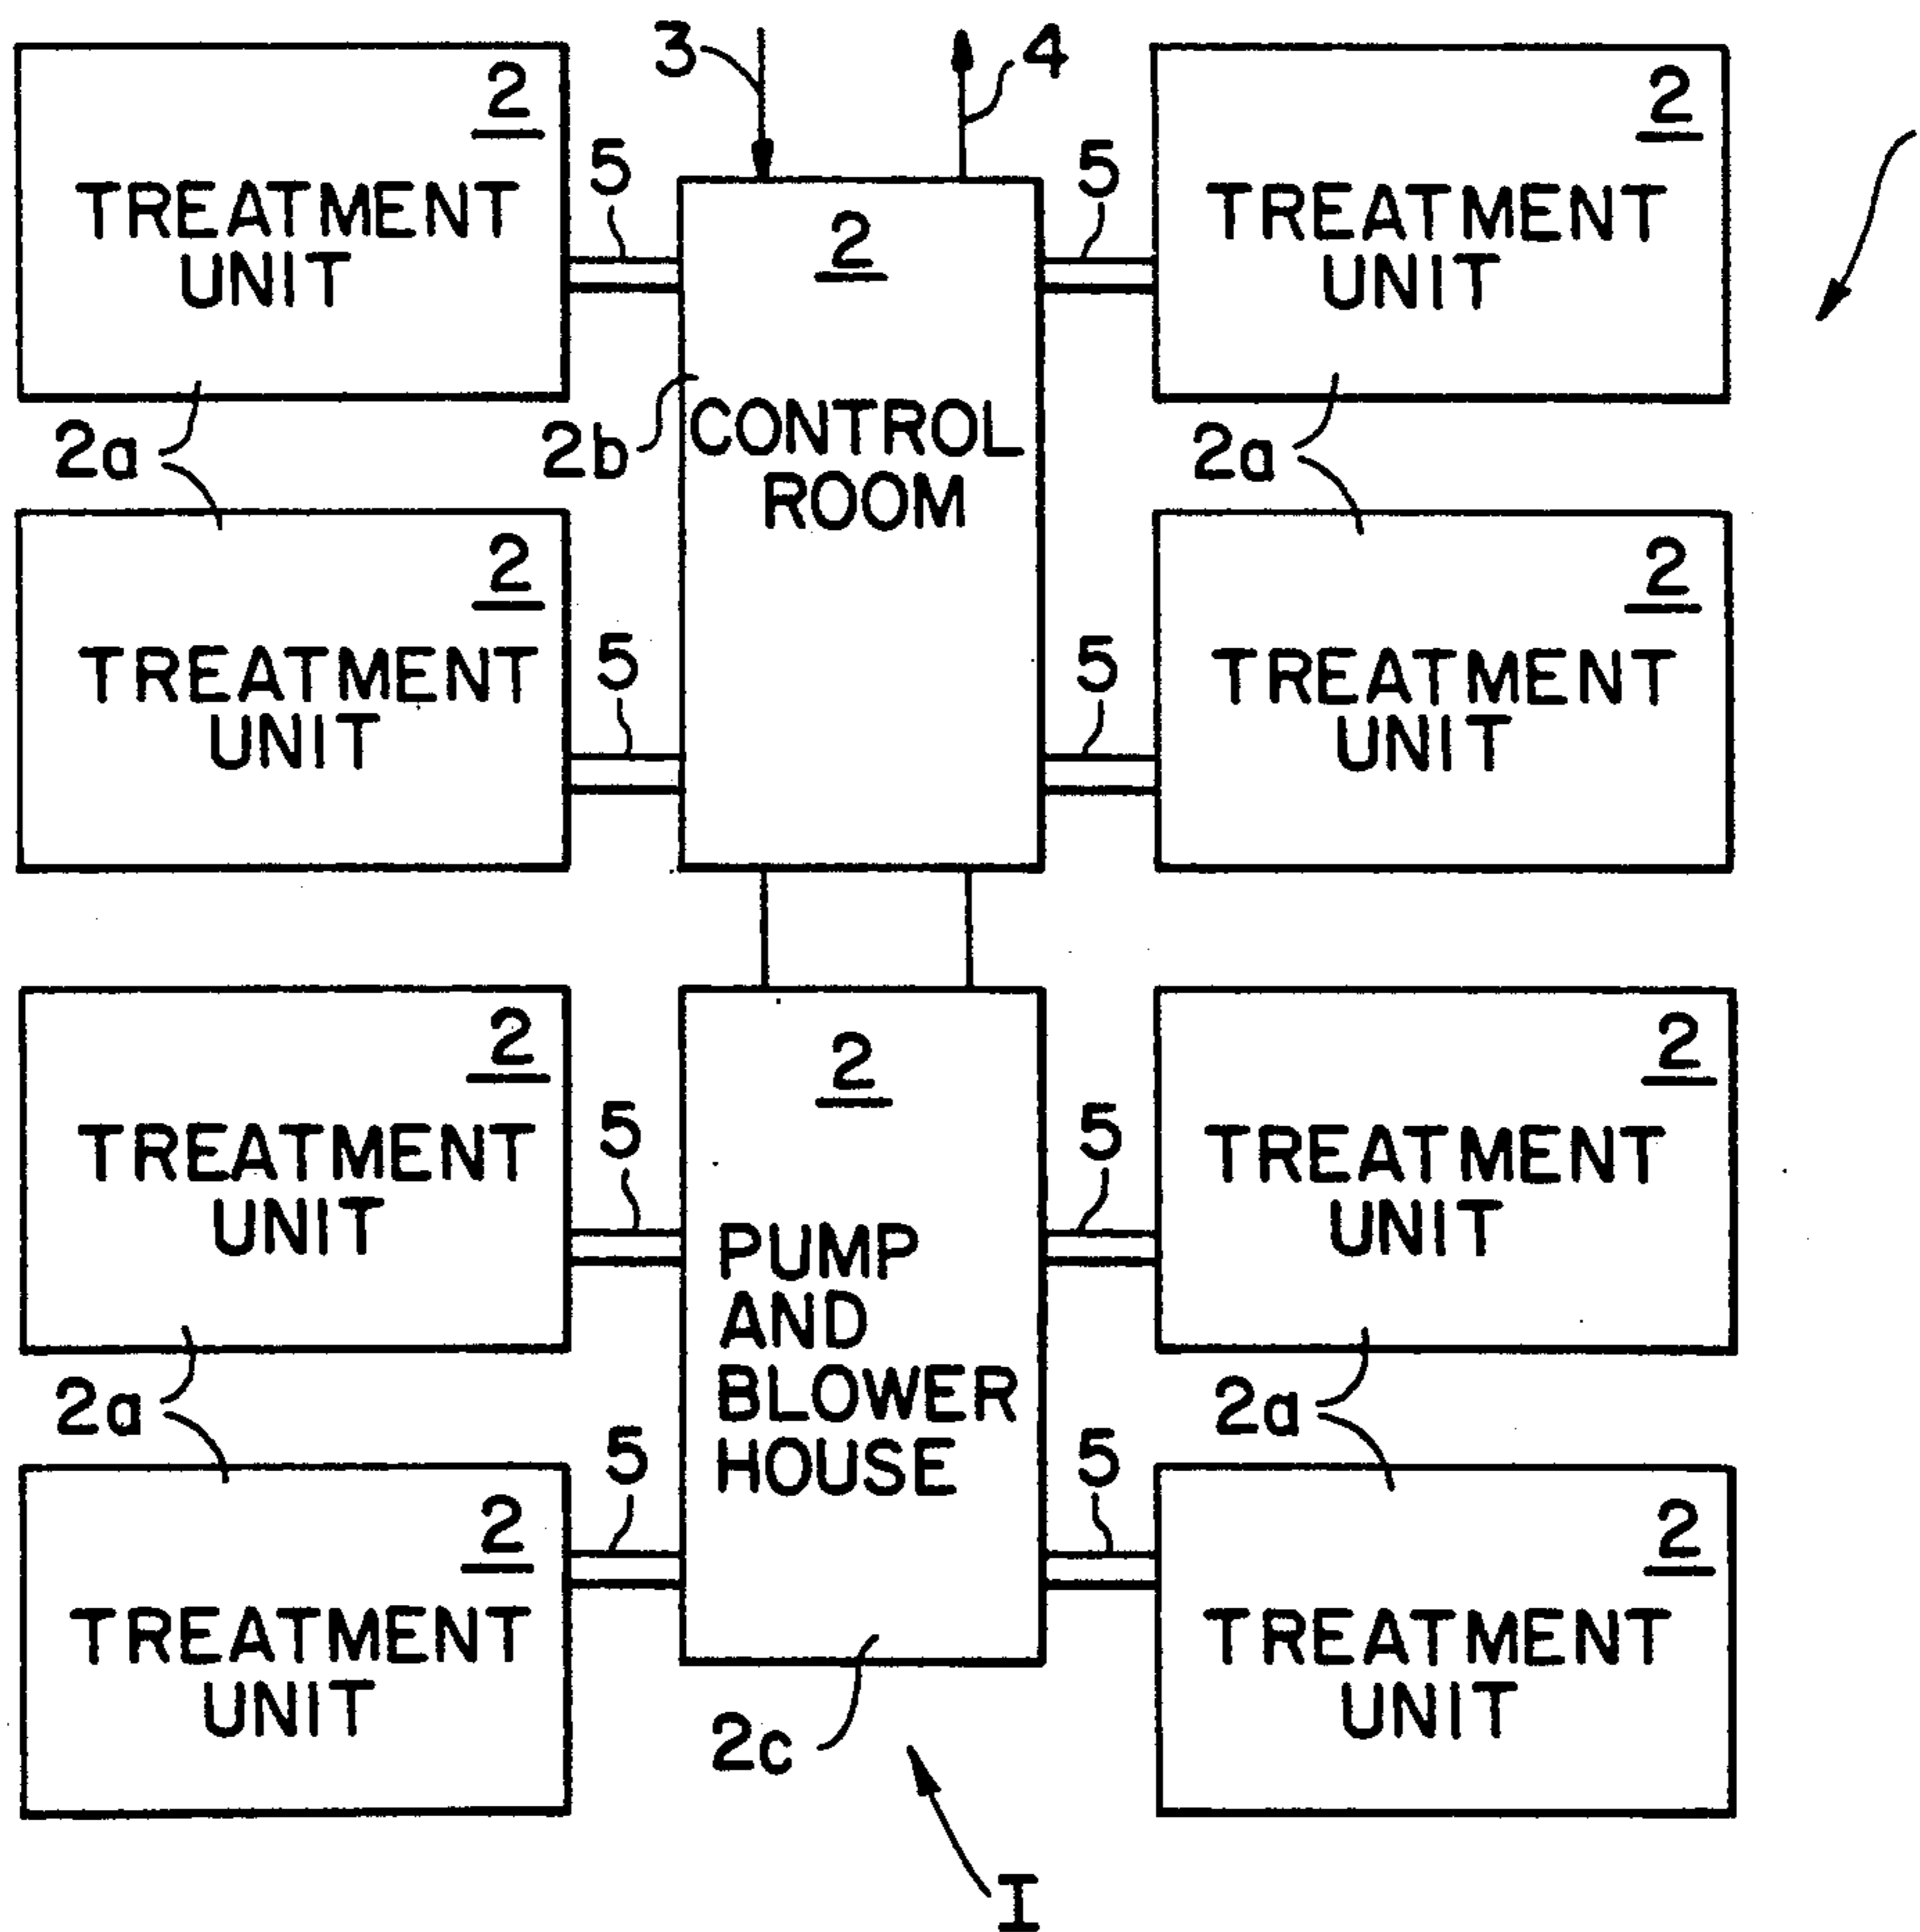 3
4
2
TREATMENT
UNIT
5
2
CONTROL
ROOM
5
2
TREATMENT
UNIT
2a
2b
2a
2
TREATMENT
UNIT
5
5
2
TREATMENT
UNIT
2
TREATMENT
UNIT
5
2
PUMP
AND
BLOWER
HOUSE
5
2
TREATMENT
UNIT
2a
2a
5
5
2
TREATMENT
UNIT
2
TREATMENT
UNIT
2c
I